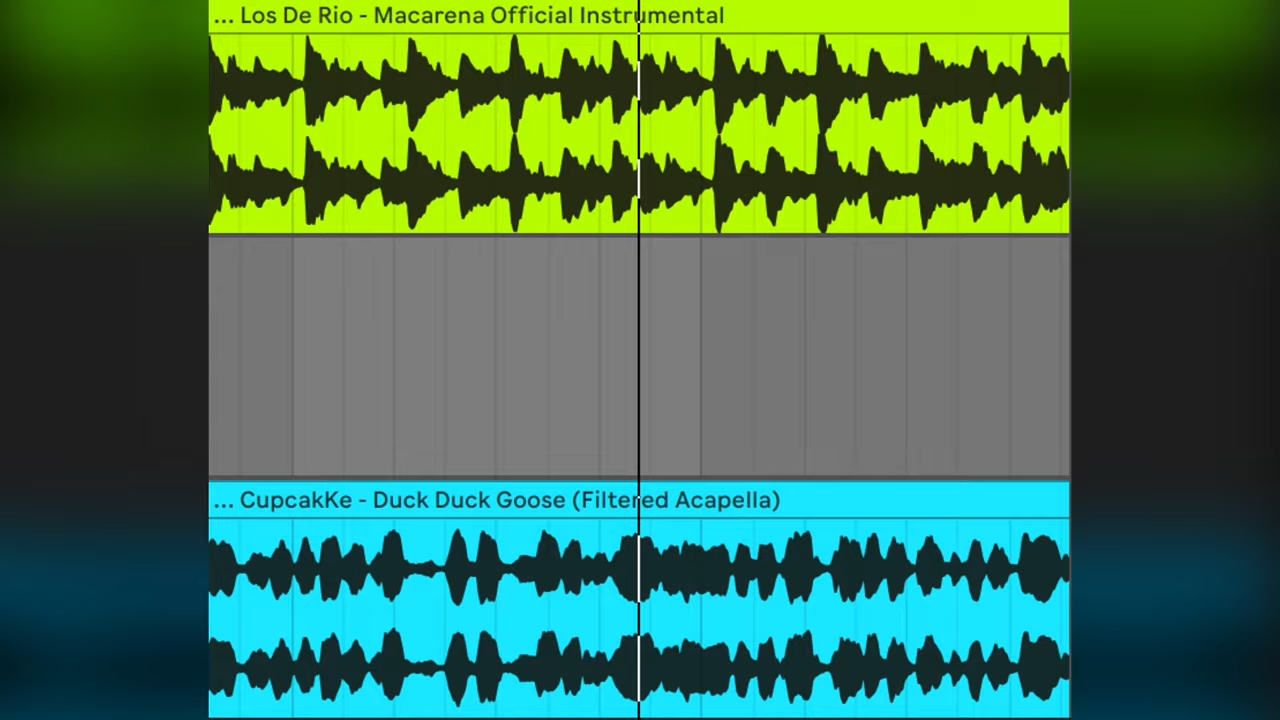 ... Los De Rio - Macarena Official Instrumental
... CupcakKe - Duck Duck Goose (Filtered Acapella)